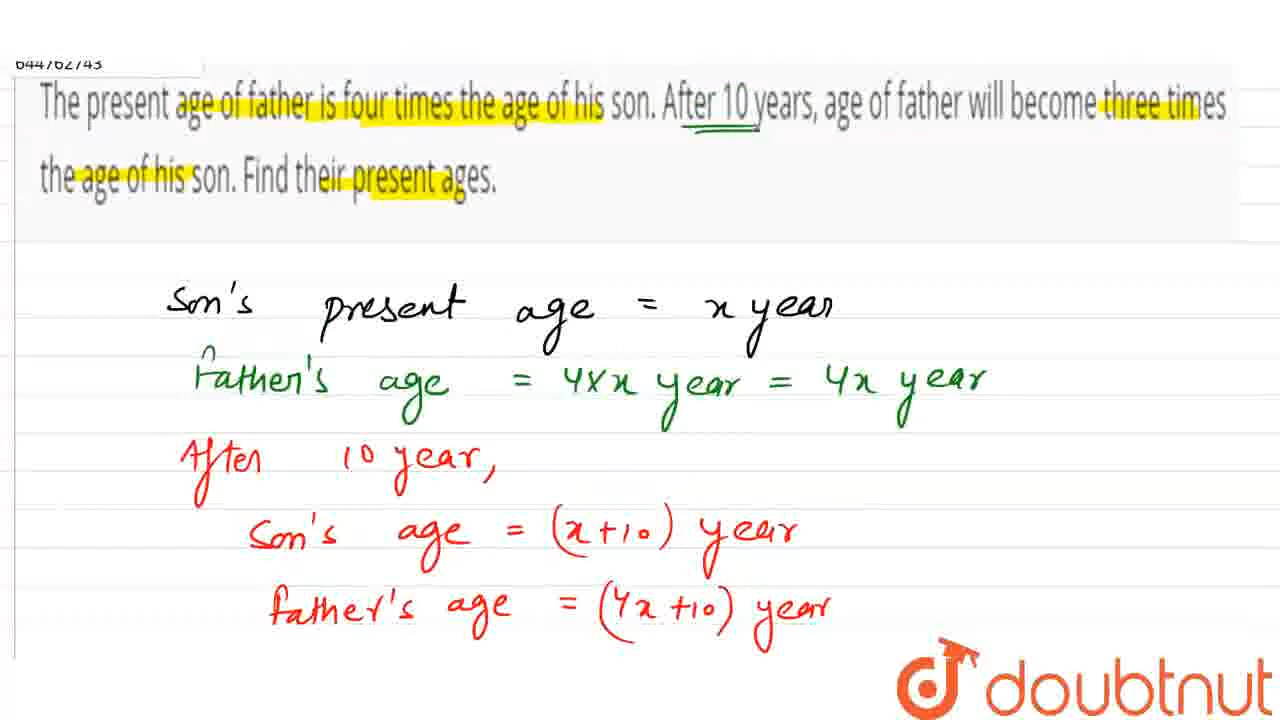 644762743
The present age of father is four times the age of his son. After 10 years, age of father will become three times
the age of his son. Find their present ages.
Son's present age = x year
Father's age = 4×x year = 4x year
After 10 year,
Son's age = (x+10) year
Father's age = (4x+10) year
doubtnut